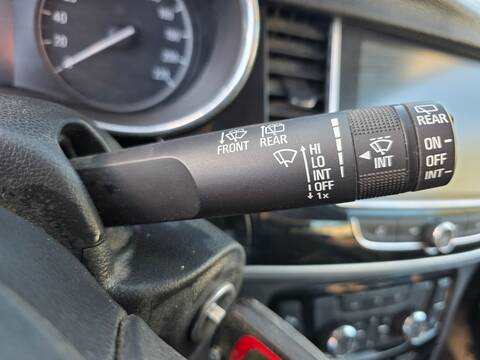 FRONT
REAR
HI
LO
INT
OFF
1x
INT
REAR
ON
OFF
INT